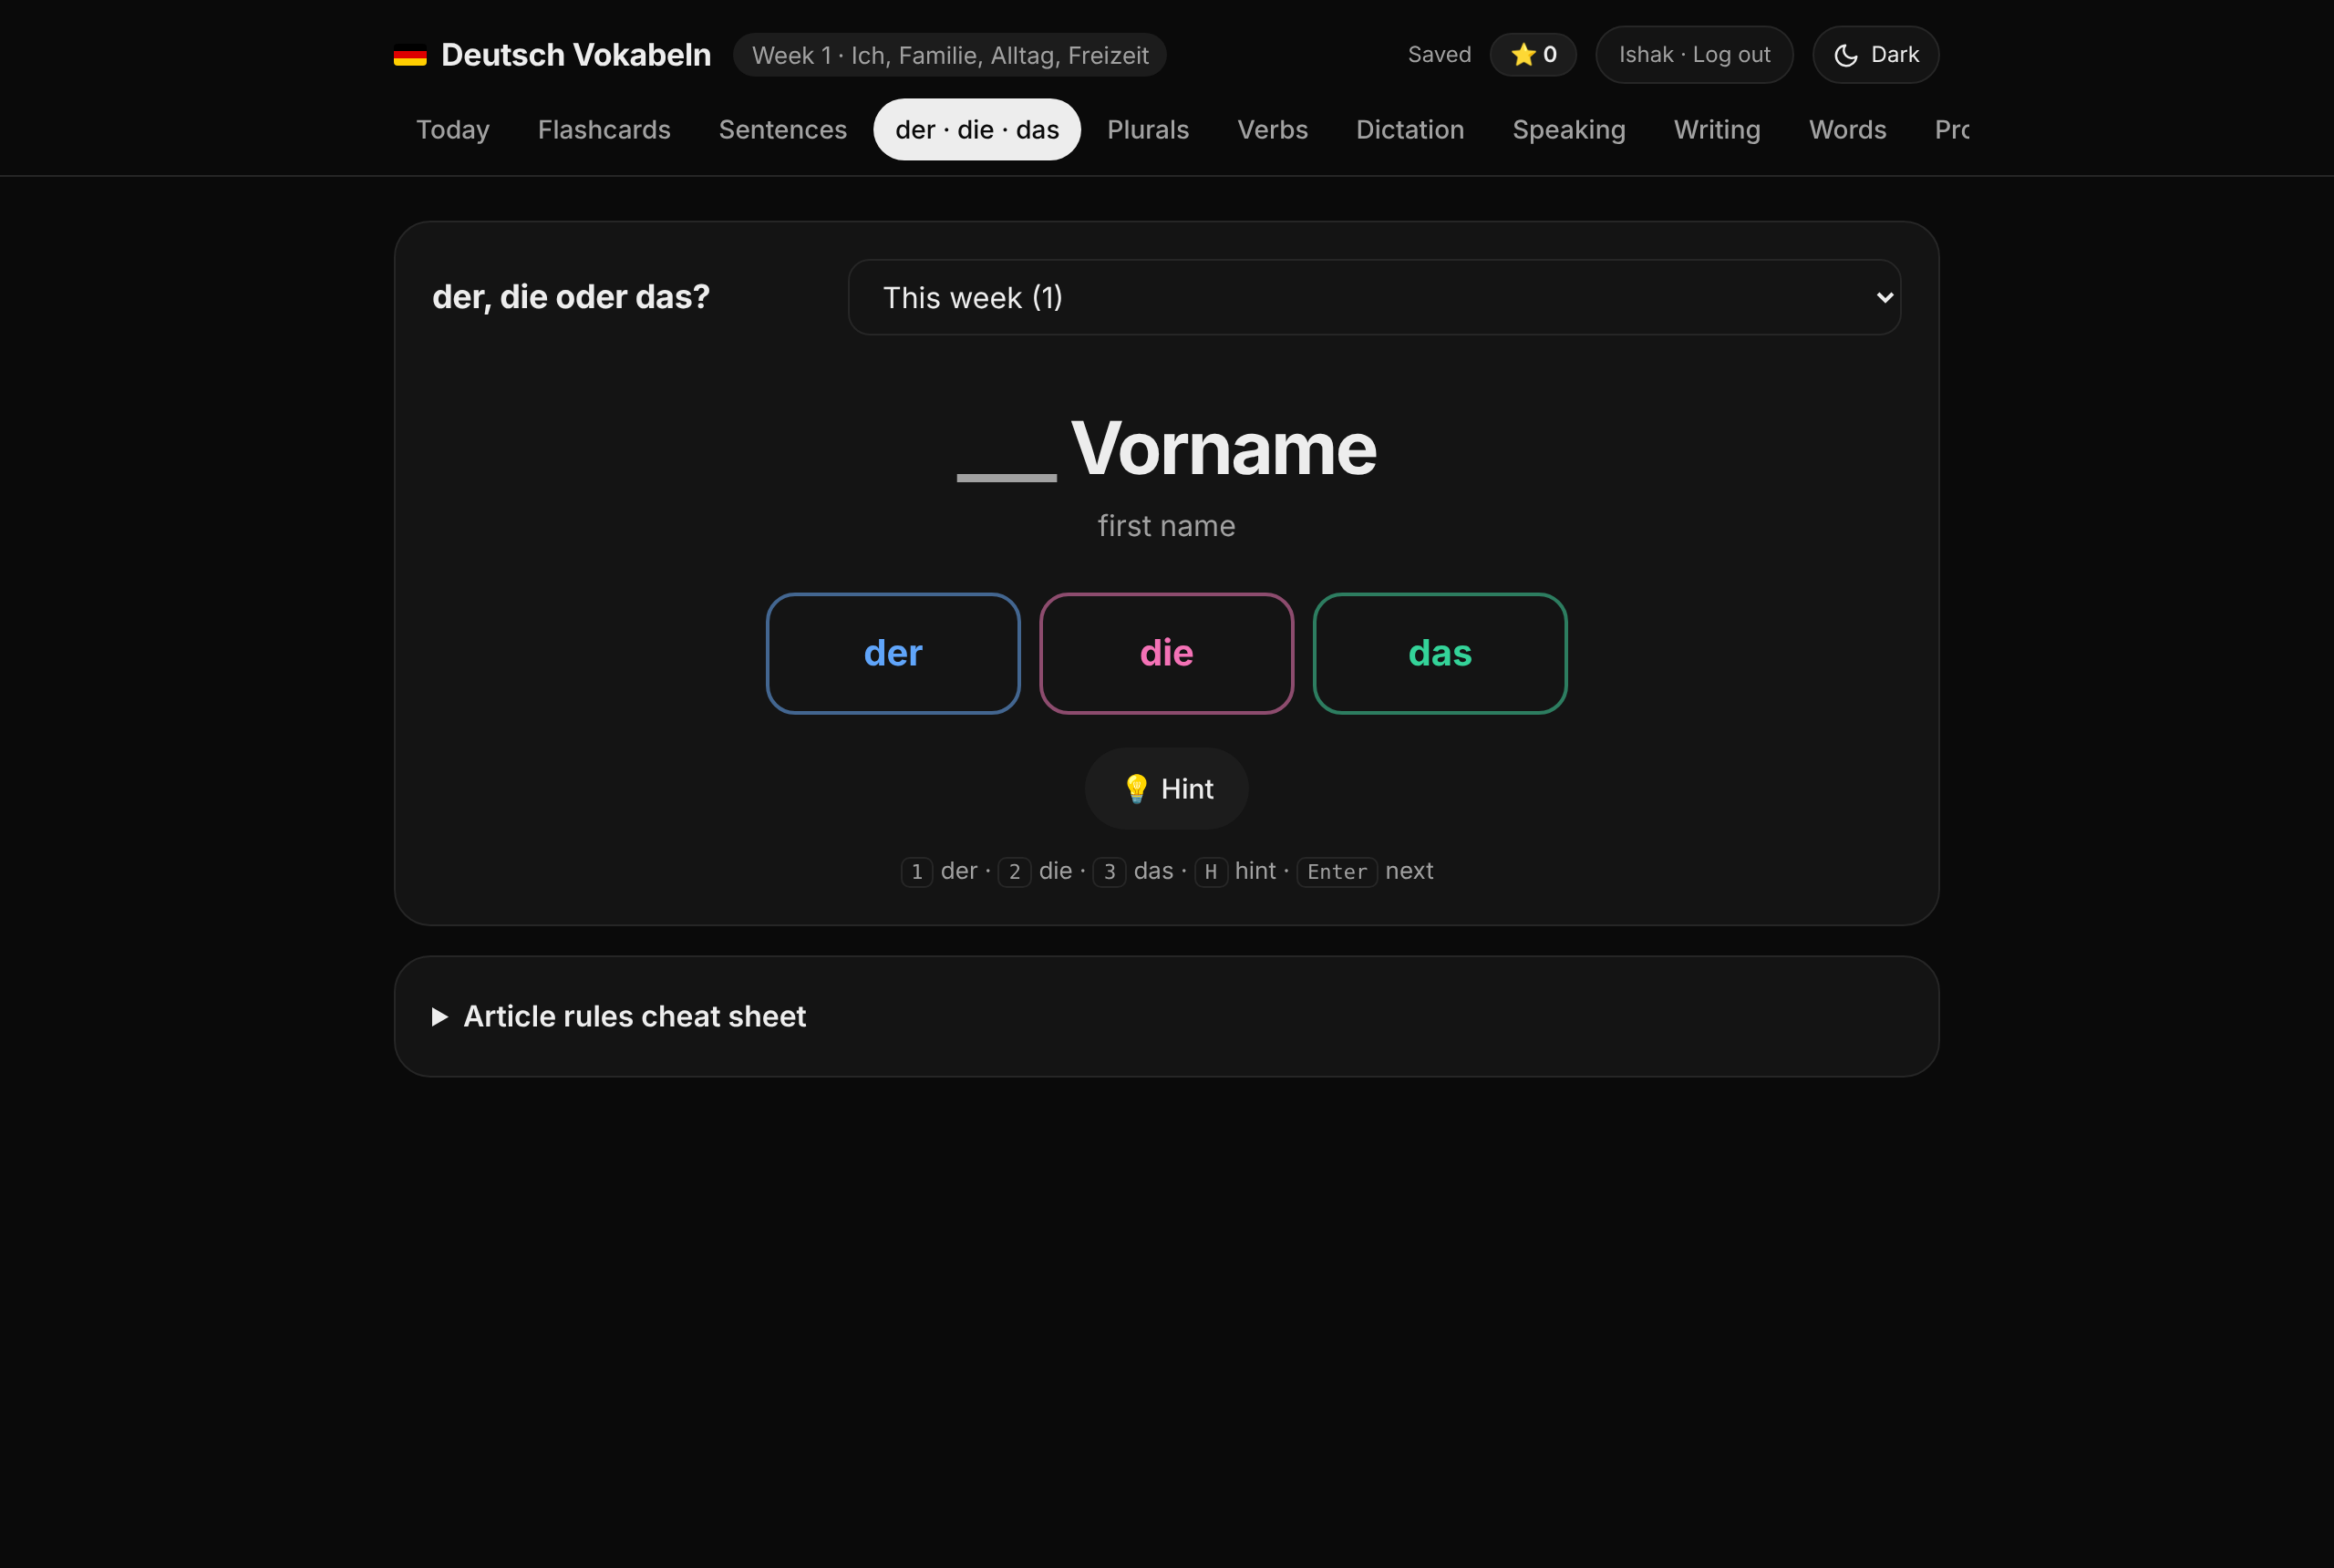 Deutsch Vokabeln Week 1 · Ich, Familie, Alltag, Freizeit Saved ⭐ 0 Ishak · Log out Dark
Today Flashcards Sentences der · die · das Plurals Verbs Dictation Speaking Writing Words
der, die oder das? This week (1)
___ Vorname
first name
der die das
💡 Hint
1 der · 2 die · 3 das · H hint · Enter next
▶ Article rules cheat sheet